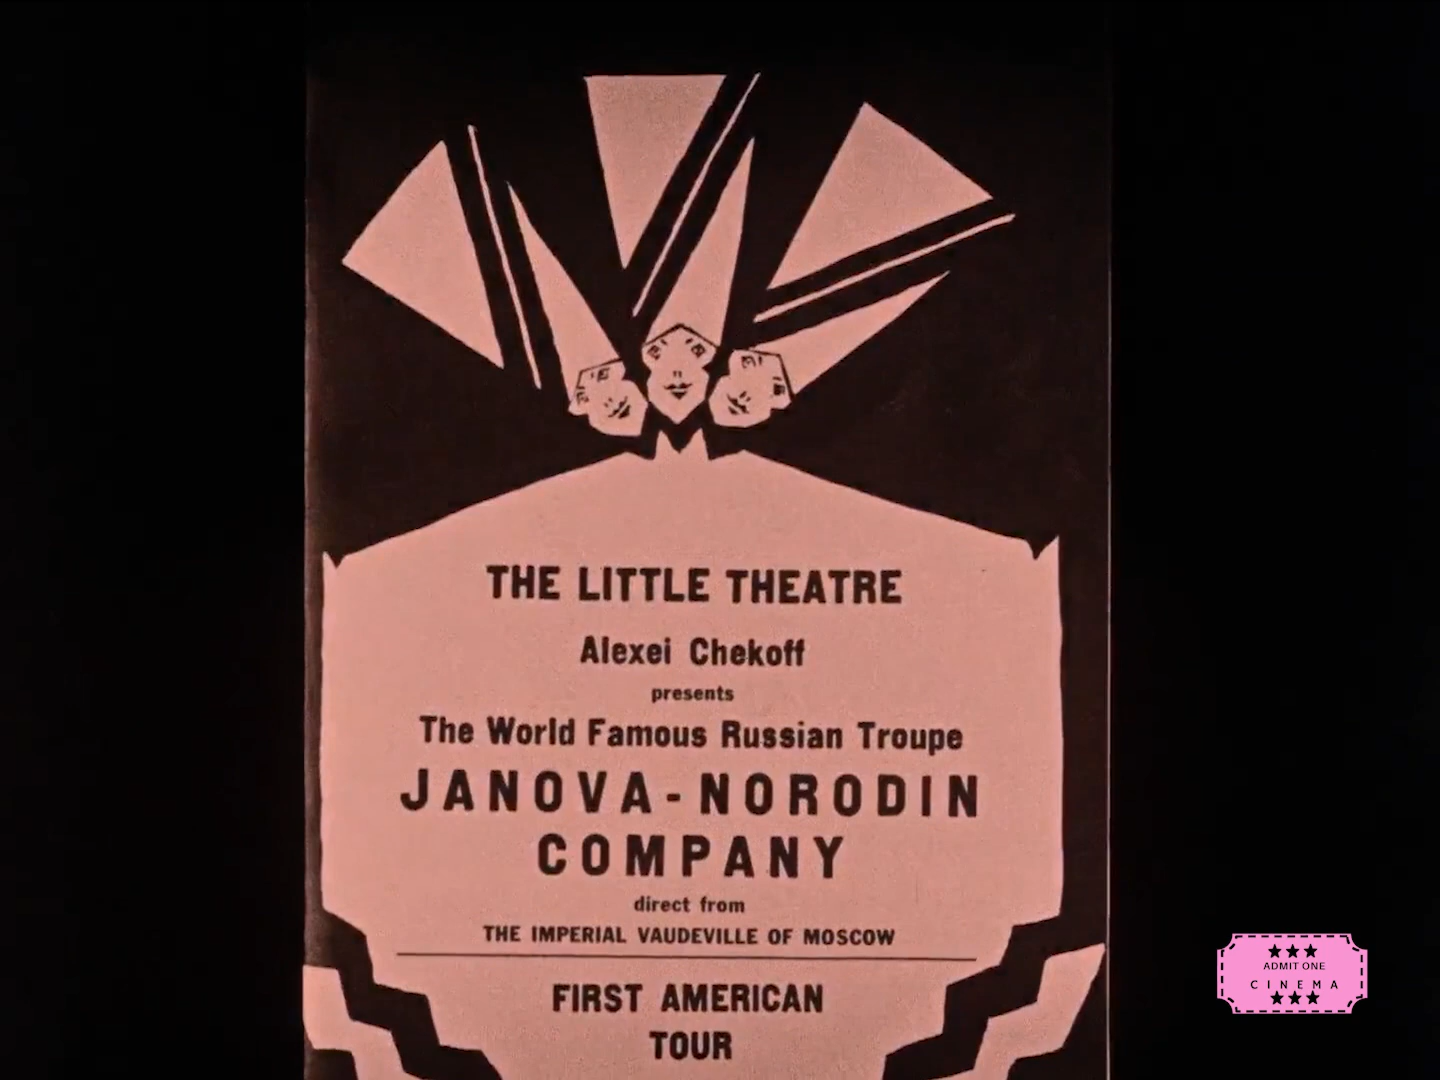 THE LITTLE THEATRE
Alexei Chekoff
presents
The World Famous Russian Troupe
JANOVA-NORODIN
COMPANY
direct from
THE IMPERIAL VAUDEVILLE OF MOSCOW
FIRST AMERICAN
TOUR
ADMIT ONE
CINEMA